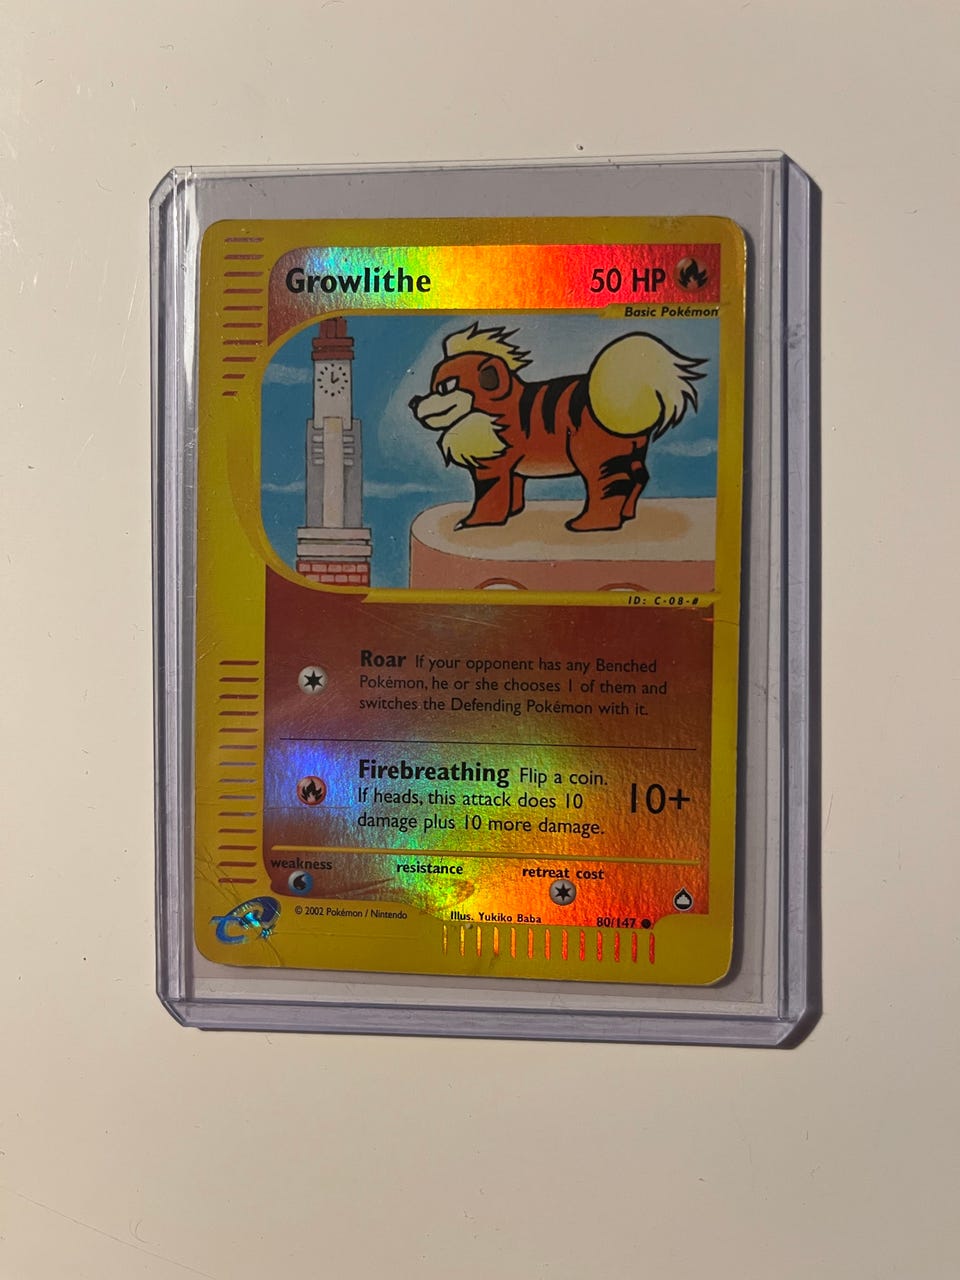 Growlithe 50 HP
Basic Pokémon
ID: C-08-#
Roar If your opponent has any Benched
Pokémon, he or she chooses 1 of them and
switches the Defending Pokémon with it.
Firebreathing Flip a coin.
If heads, this attack does 10
damage plus 10 more damage.
10+
weakness resistance retreat cost
© 2002 Pokémon / Nintendo
Illus. Yukiko Baba
80/147